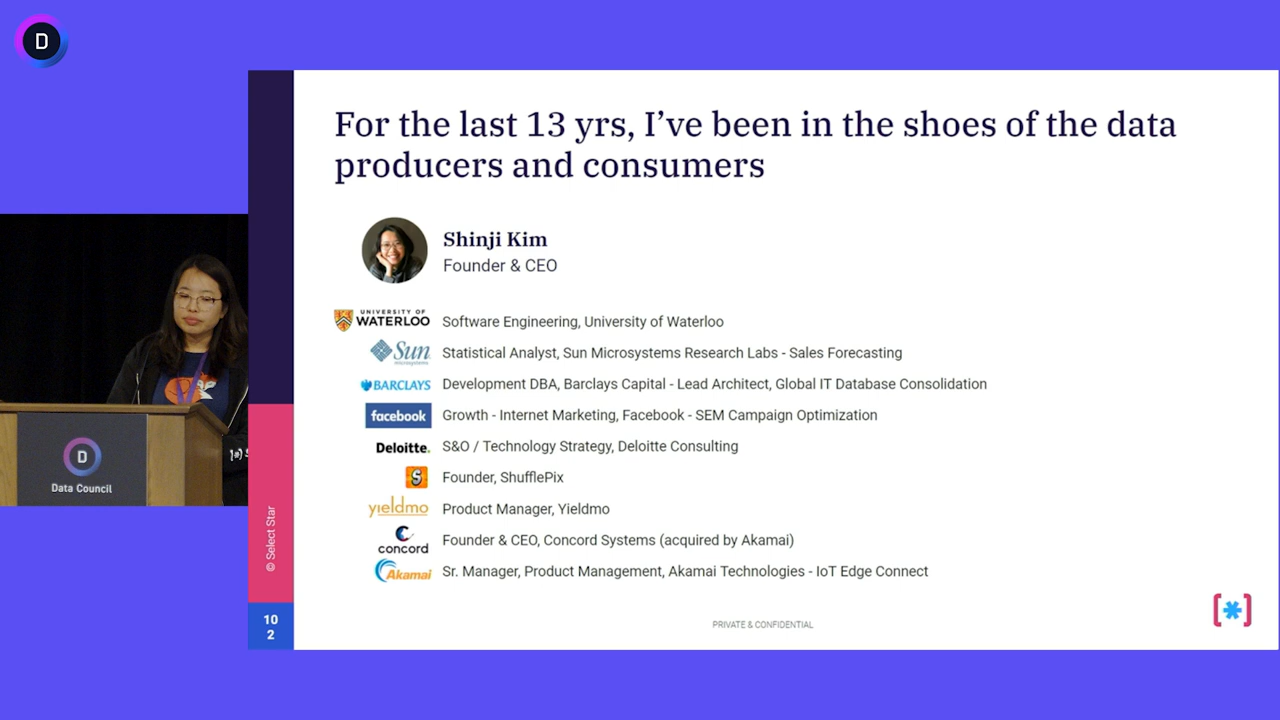 D
For the last 13 yrs, I've been in the shoes of the data
producers and consumers
Shinji Kim
Founder & CEO
UNIVERSITY OF
WATERLOO
Software Engineering, University of Waterloo
Sun
microsystems
Statistical Analyst, Sun Microsystems Research Labs - Sales Forecasting
BARCLAYS
Development DBA, Barclays Capital - Lead Architect, Global IT Database Consolidation
facebook
Growth - Internet Marketing, Facebook - SEM Campaign Optimization
Deloitte.
S&O / Technology Strategy, Deloitte Consulting
S
Founder, ShufflePix
yieldmo
Product Manager, Yieldmo
concord
Founder & CEO, Concord Systems (acquired by Akamai)
Akamai
Sr. Manager, Product Management, Akamai Technologies - IoT Edge Connect
© Select Star
10
2
PRIVATE & CONFIDENTIAL
[*]
D
Data Council